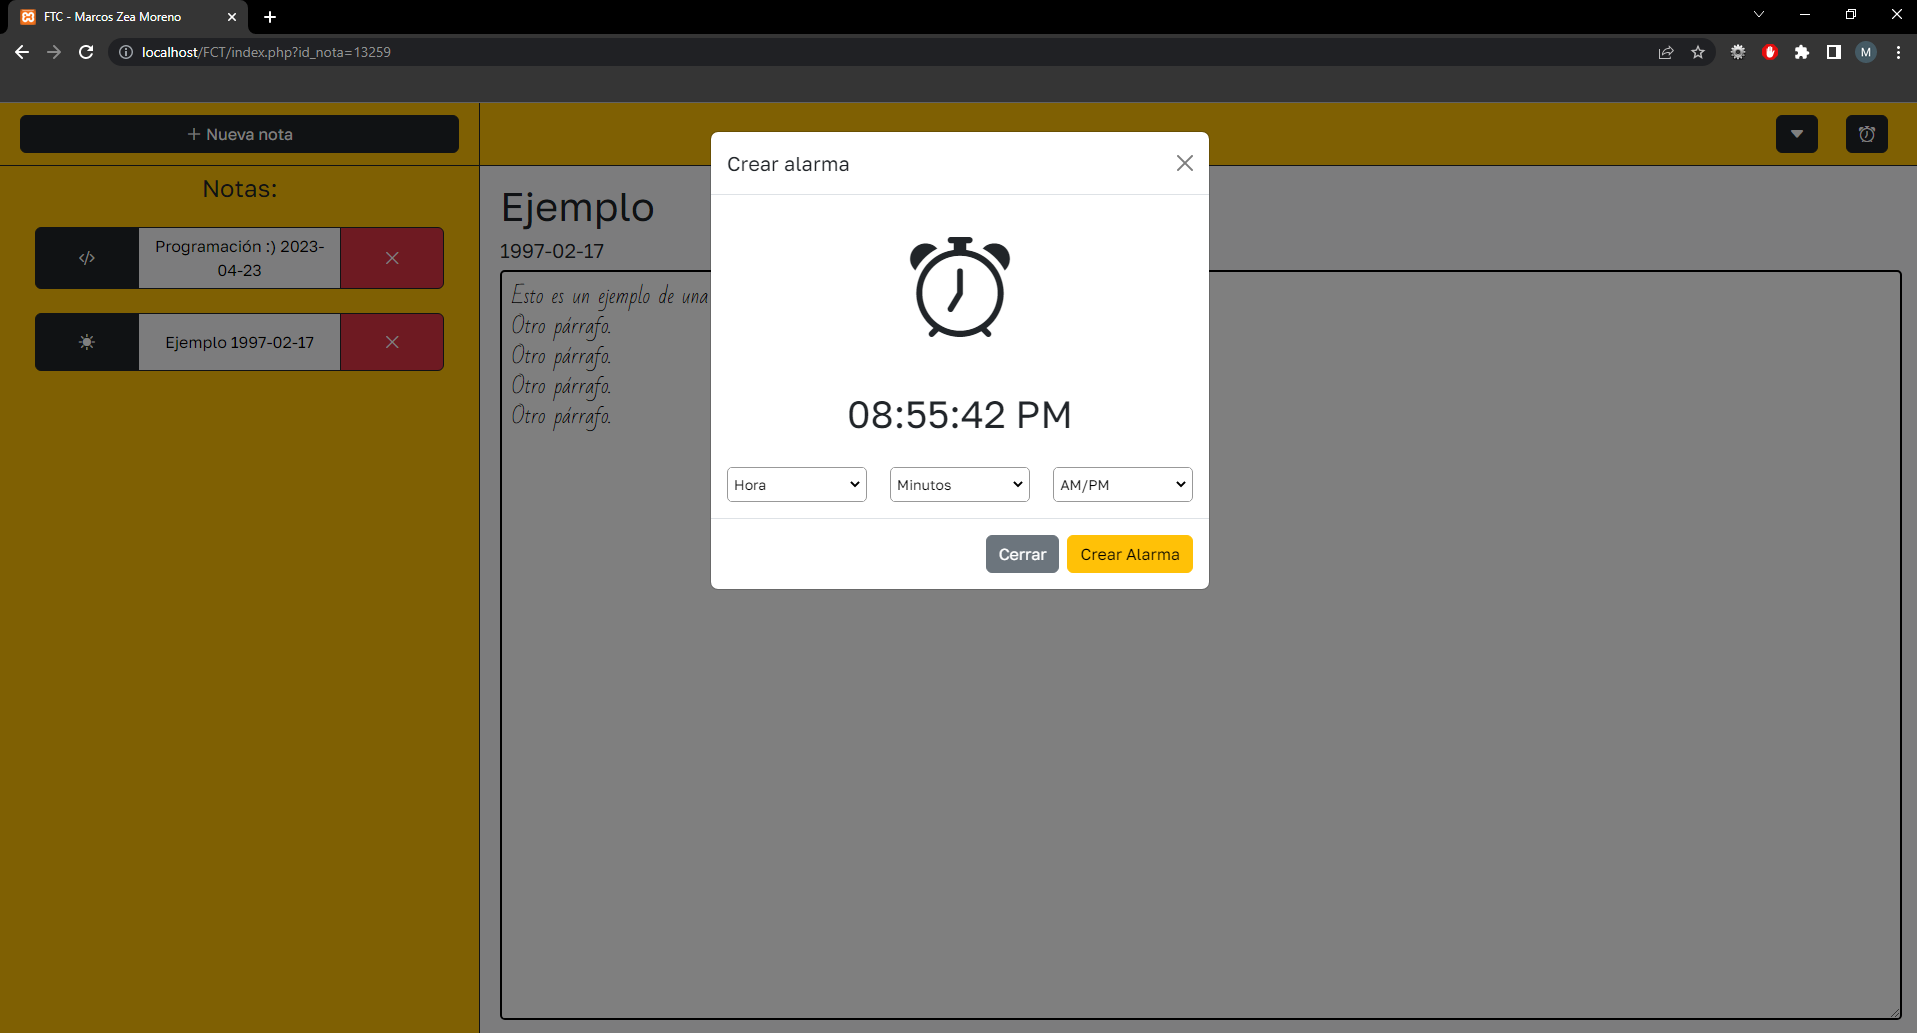 FTC - Marcos Zea Moreno
localhost/FCT/index.php?id_nota=13259
M
+ Nueva nota
Notas:
Programación :) 2023-
04-23
Ejemplo 1997-02-17
Ejemplo
1997-02-17
Esto es un ejemplo de una
Otro párrafo.
Otro párrafo.
Otro párrafo.
Otro párrafo.
Crear alarma
08:55:42 PM
Hora
Minutos
AM/PM
Cerrar
Crear Alarma